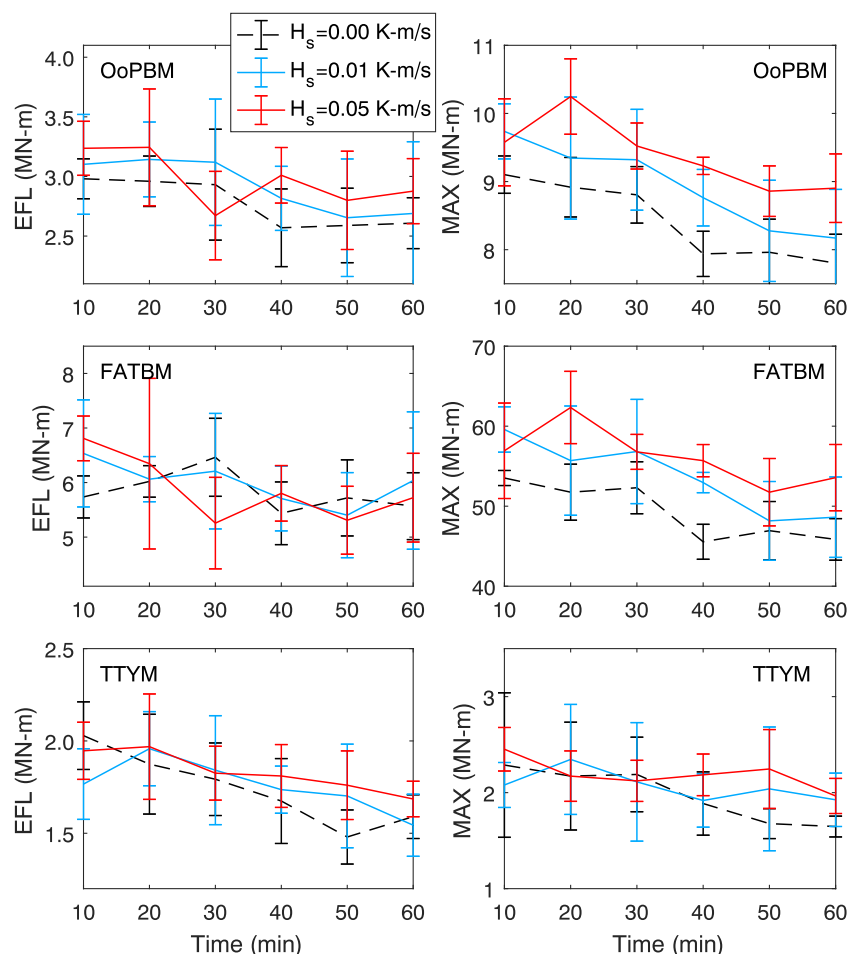 H_s=0.00 K-m/s
H_s=0.01 K-m/s
H_s=0.05 K-m/s
OoPBM
EFL (MN-m)
4.0
3.5
3.0
2.5
10 20 30 40 50 60
OoPBM
MAX (MN-m)
11
10
9
8
10 20 30 40 50 60
FATBM
EFL (MN-m)
8
7
6
5
10 20 30 40 50 60
FATBM
MAX (MN-m)
70
60
50
40
10 20 30 40 50 60
TTYM
EFL (MN-m)
2.5
2.0
1.5
10 20 30 40 50 60
Time (min)
TTYM
MAX (MN-m)
3
2
1
10 20 30 40 50 60
Time (min)